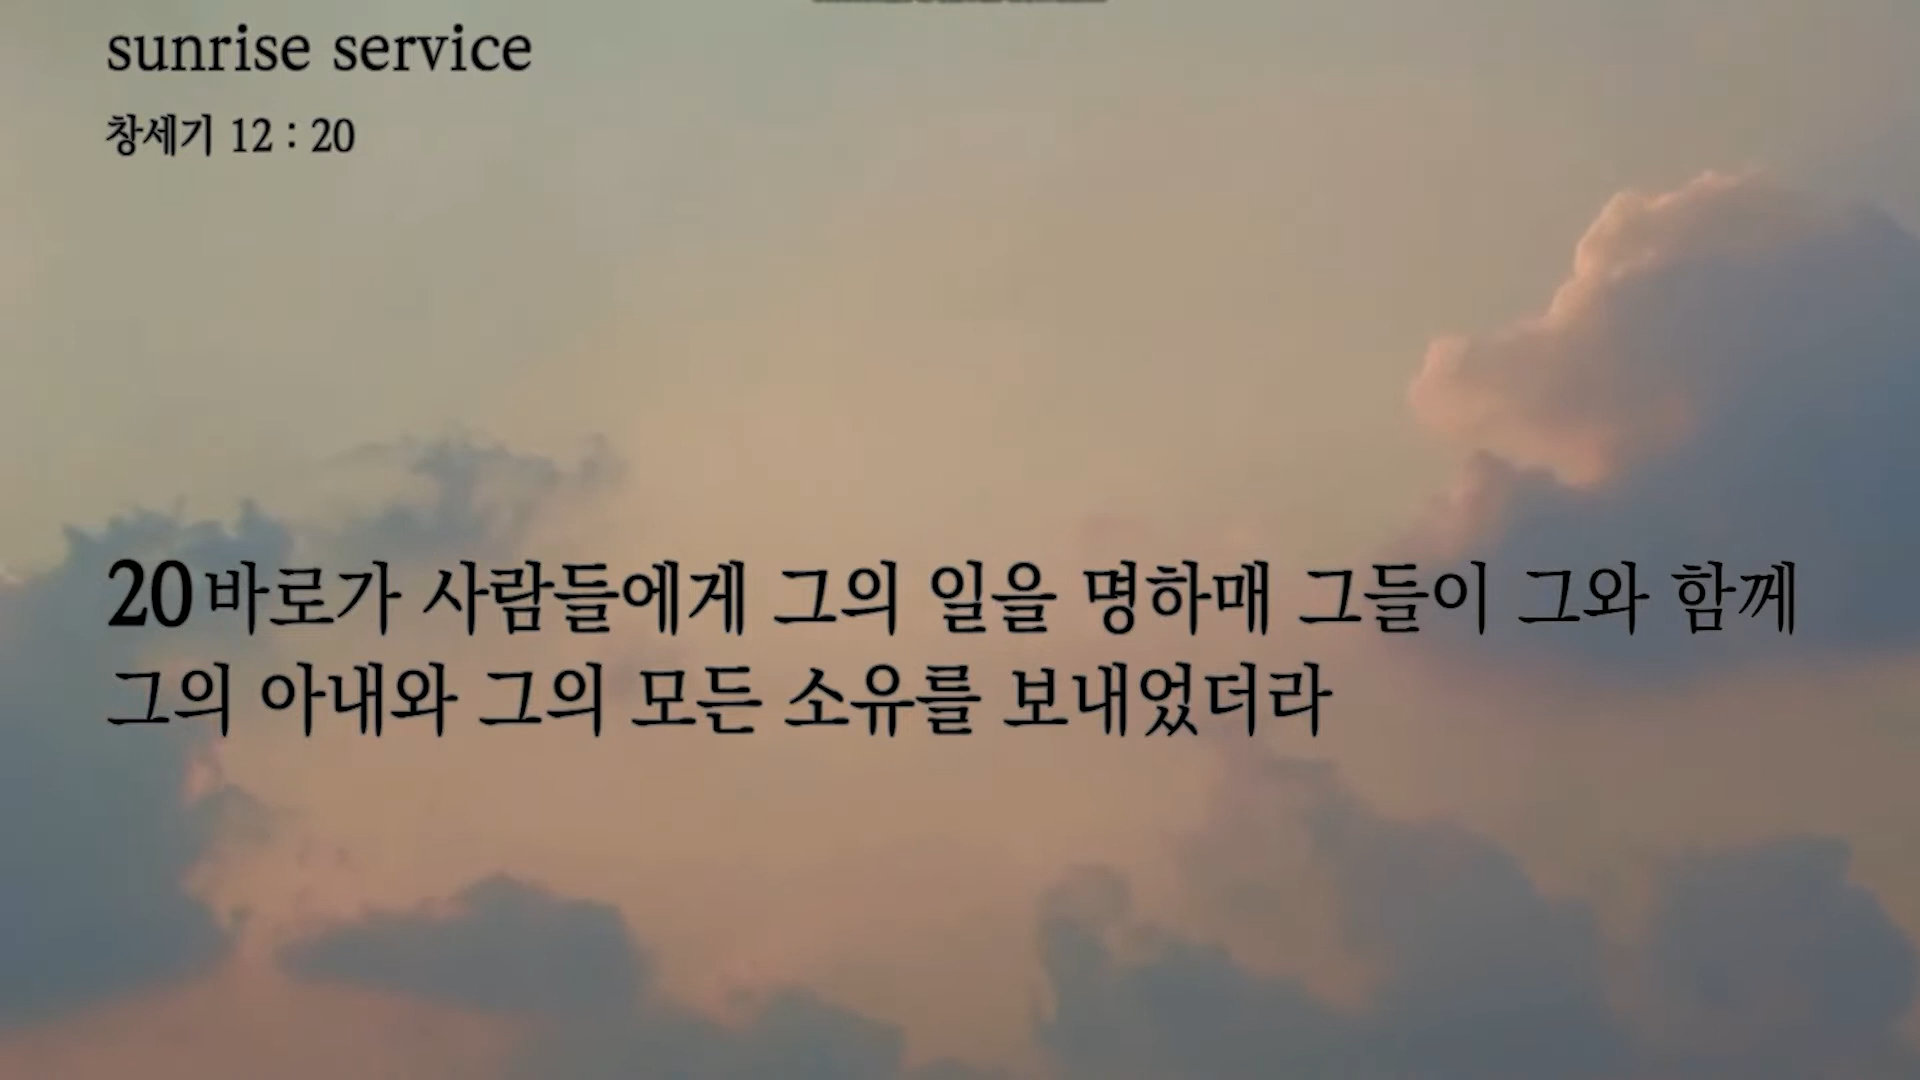 sunrise service
창세기 12 : 20
20 바로가 사람들에게 그의 일을 명하매 그들이 그와 함께
그의 아내와 그의 모든 소유를 보내었더라